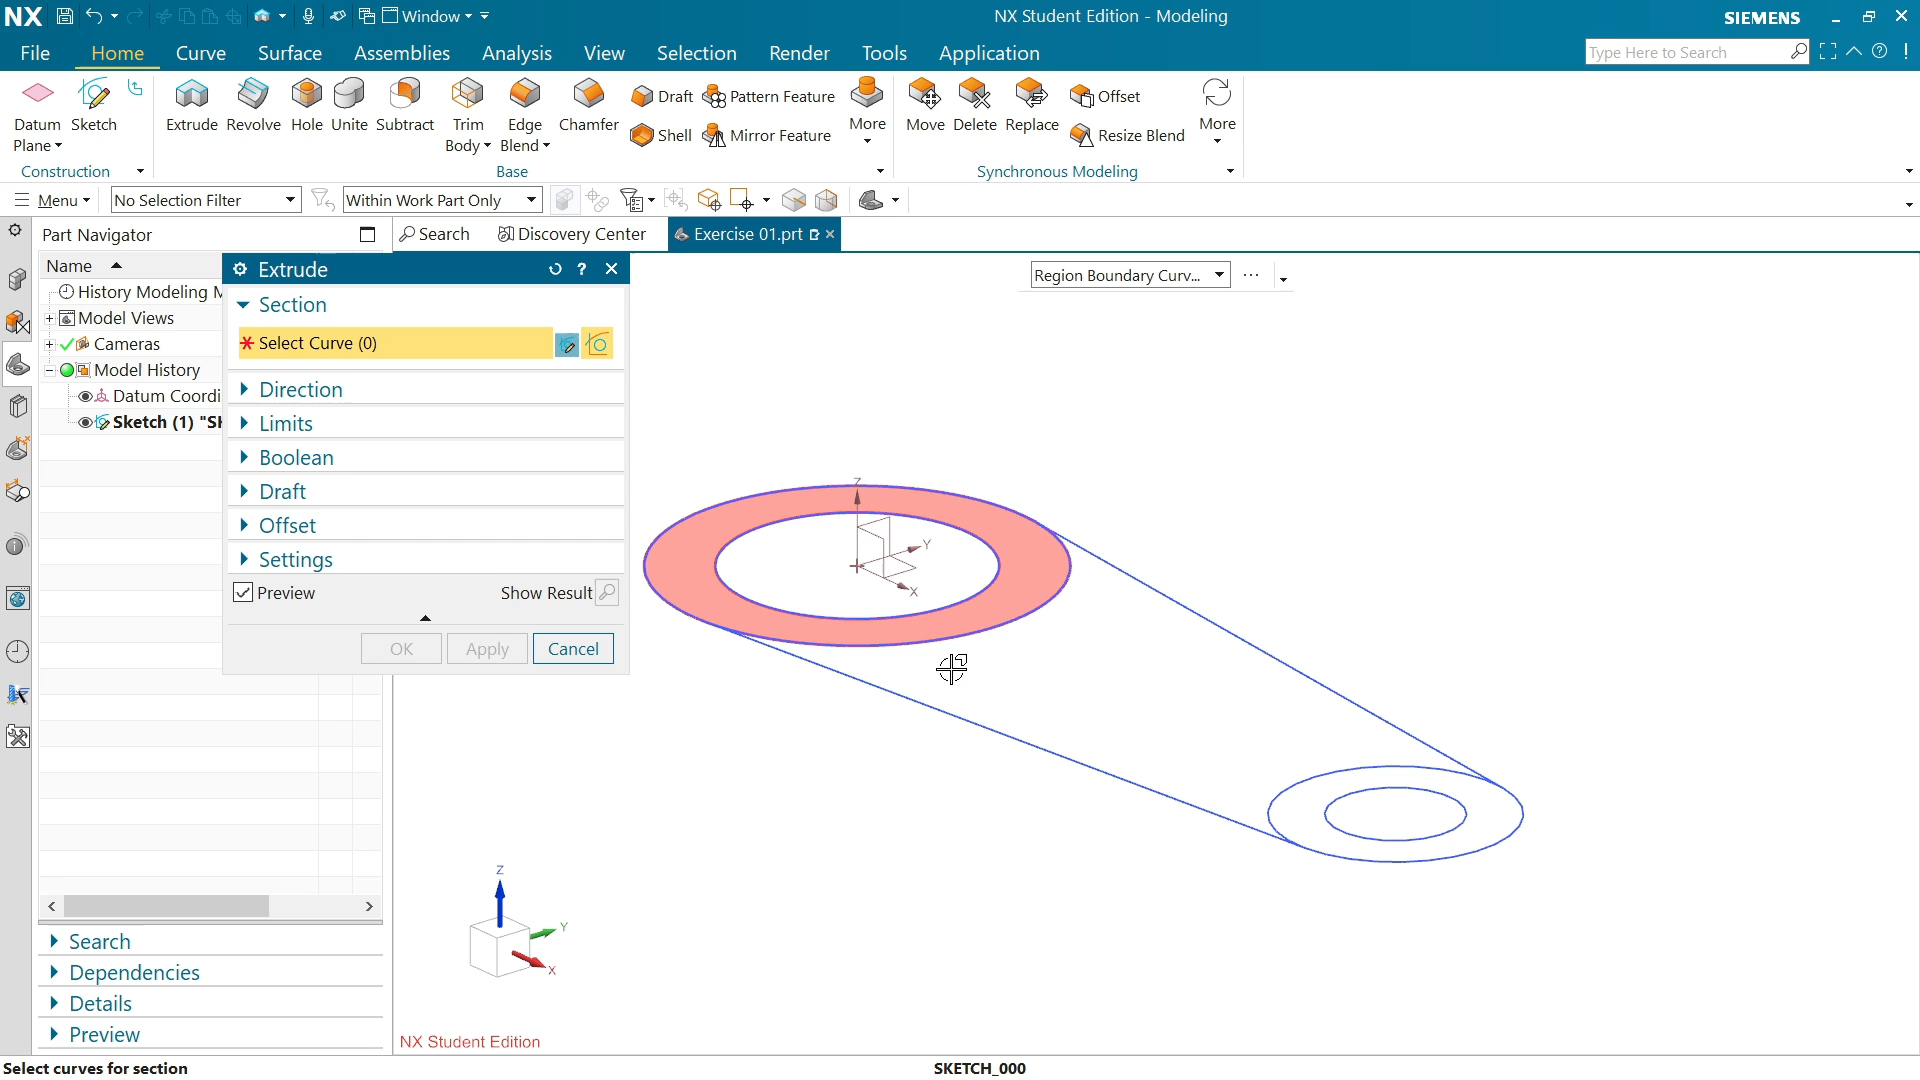 NX
Window
NX Student Edition - Modeling
SIEMENS
File Home Curve Surface Assemblies Analysis View Selection Render Tools Application
Type Here to Search
Datum Plane Sketch
Extrude Revolve Hole Unite Subtract Trim Body Edge Blend Chamfer
Draft Pattern Feature
Shell Mirror Feature
More
Move Delete Replace
Offset
Resize Blend
More
Construction Base Synchronous Modeling
Menu No Selection Filter Within Work Part Only
Part Navigator Search Discovery Center Exercise 01.prt
Name
History Modeling M
Model Views
Cameras
Model History
Datum Coordi
Sketch (1) "SK
Extrude
Section
* Select Curve (0)
Direction
Limits
Boolean
Draft
Offset
Settings
Preview Show Result
OK Apply Cancel
Region Boundary Curv... ...
Z
Y
X
Z
Y
X
Search
Dependencies
Details
Preview
NX Student Edition
Select curves for section SKETCH_000